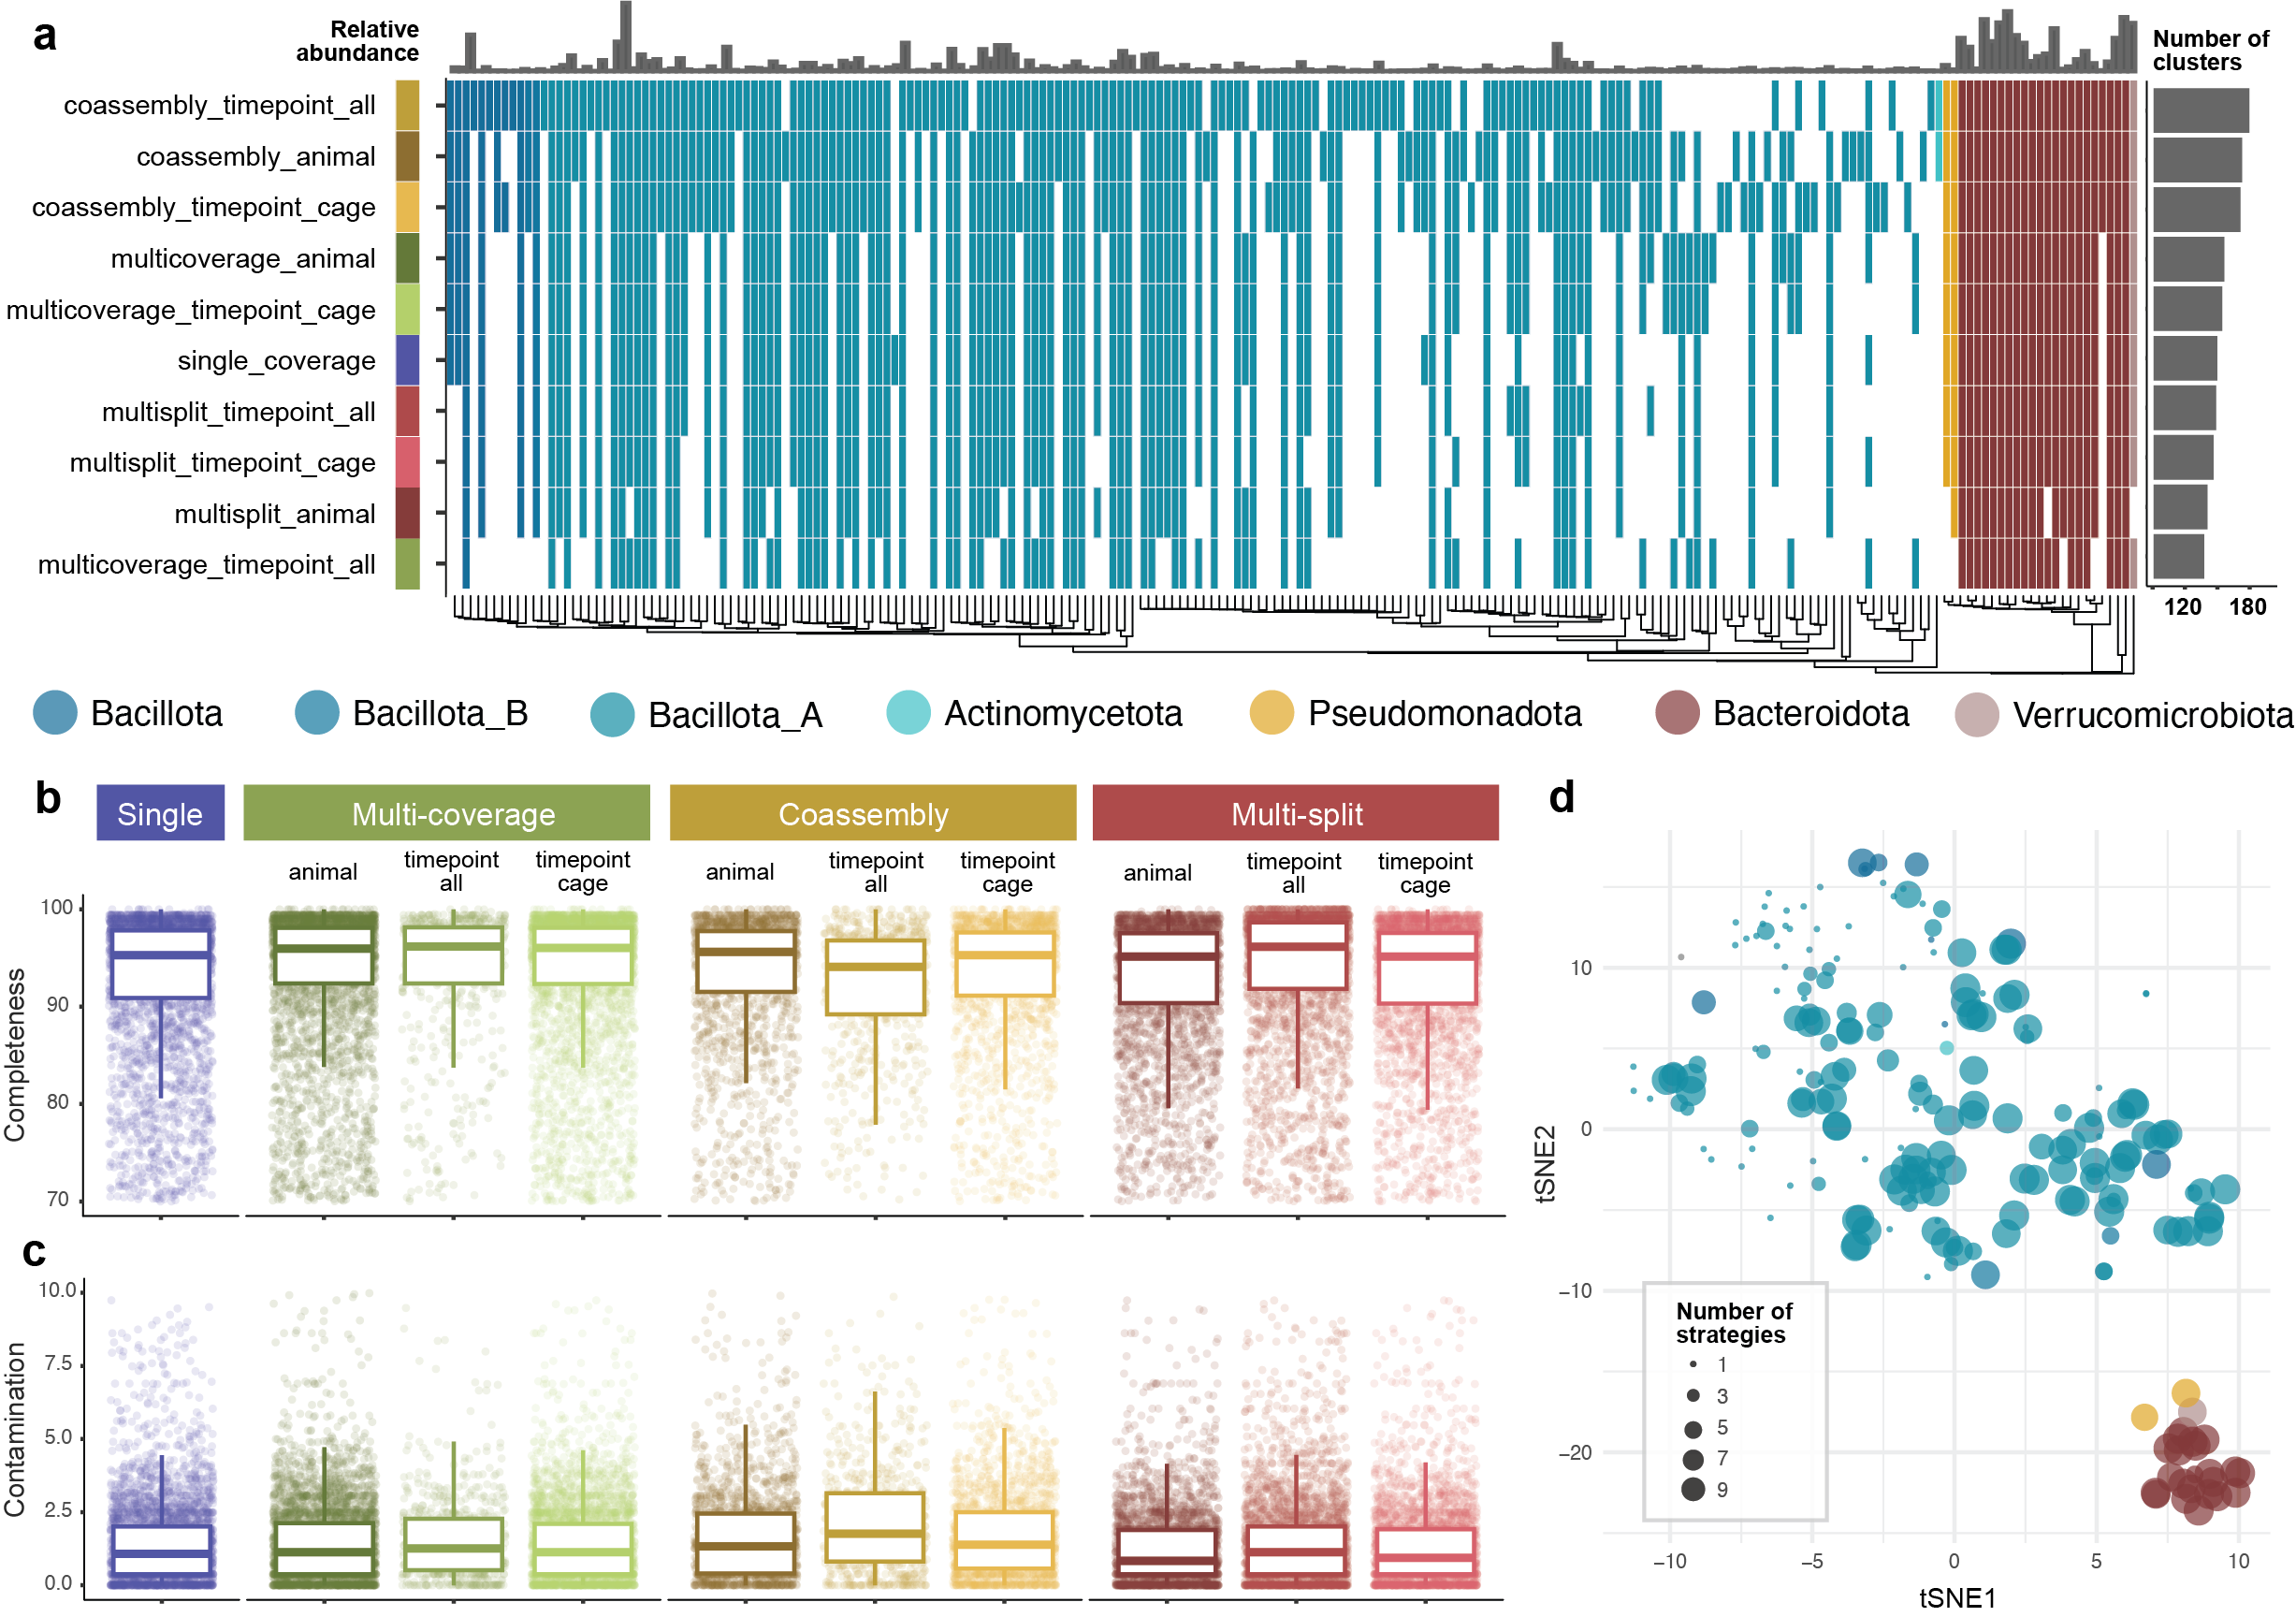 a
Relative
abundance
Number of
clusters
coassembly_timepoint_all
coassembly_animal
coassembly_timepoint_cage
multicoverage_animal
multicoverage_timepoint_cage
single_coverage
multisplit_timepoint_all
multisplit_timepoint_cage
multisplit_animal
multicoverage_timepoint_all
120 180
Bacillota Bacillota_B Bacillota_A Actinomycetota Pseudomonadota Bacteroidota Verrucomicrobiota
b
Single Multi-coverage Coassembly Multi-split
animal timepoint all timepoint cage animal timepoint all timepoint cage animal timepoint all timepoint cage
Completeness
100
90
80
70
c
Contamination
10.0
7.5
5.0
2.5
0.0
d
tSNE2
10
0
−10
−20
Number of
strategies
1
3
5
7
9
−10 −5 0 5 10
tSNE1